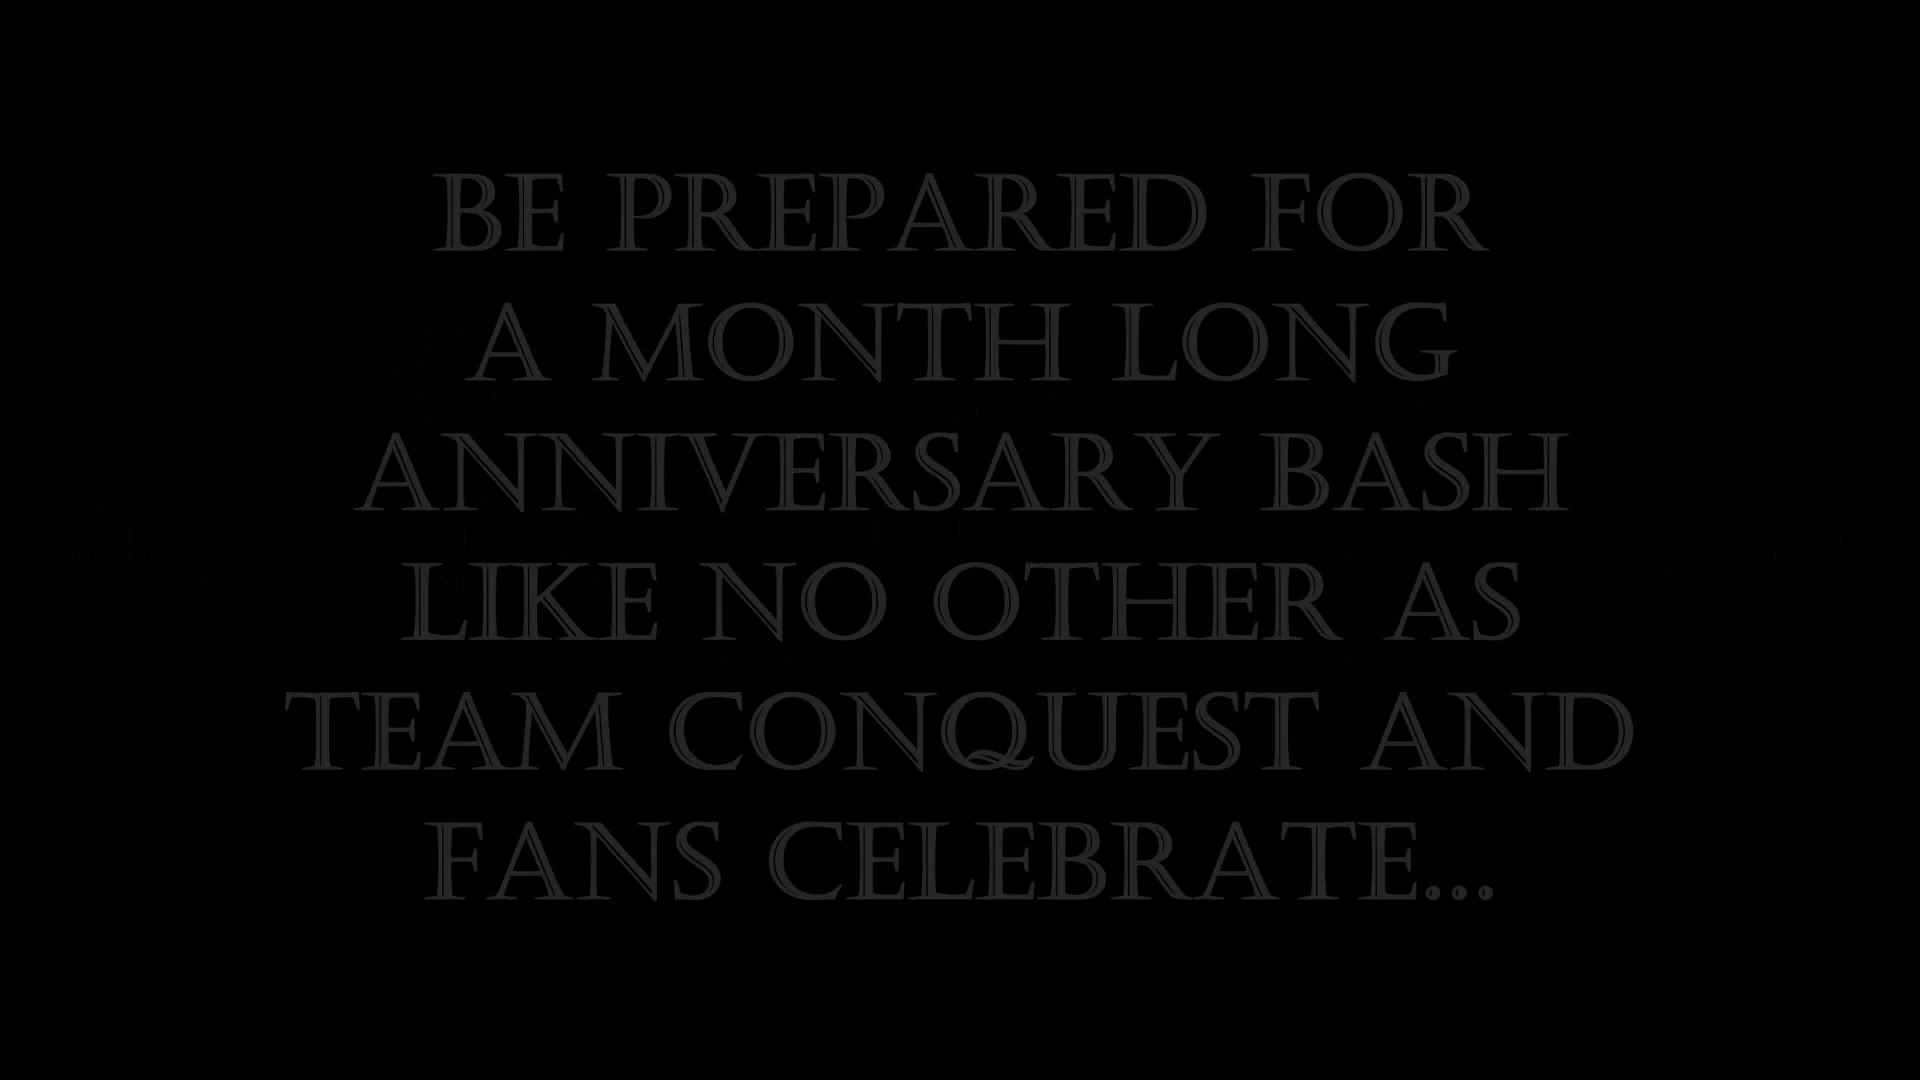 BE PREPARED FOR
A MONTH LONG
ANNIVERSARY BASH
LIKE NO OTHER AS
TEAM CONQUEST AND
FANS CELEBRATE...